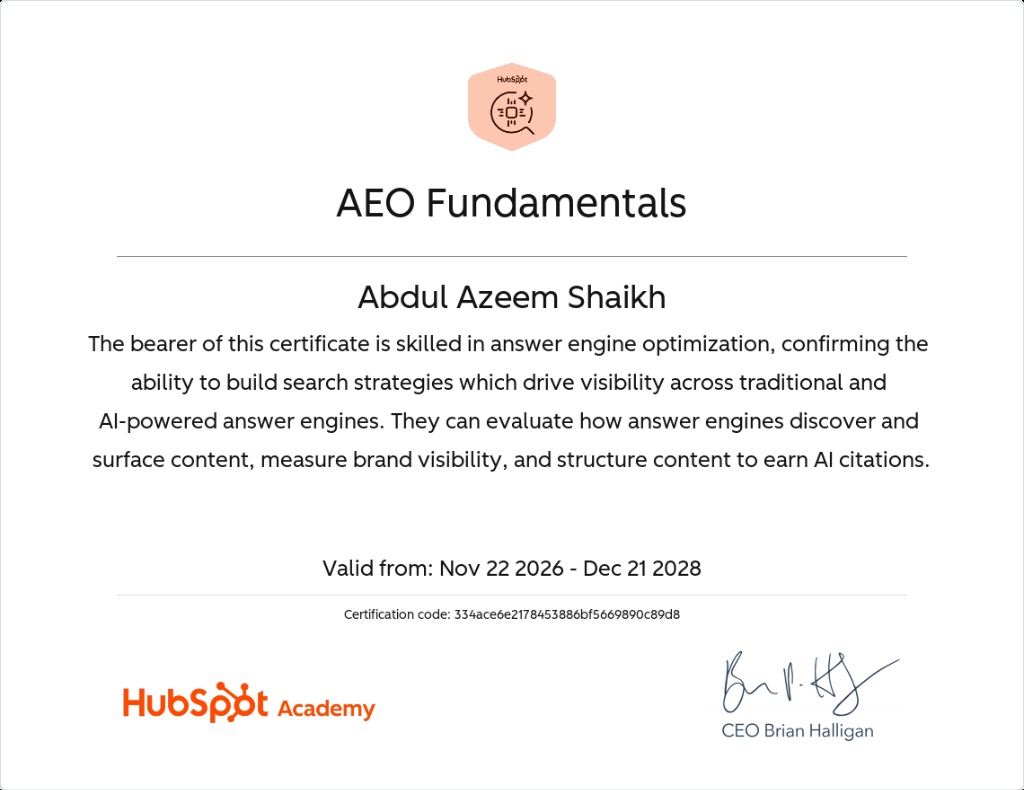 HubSpot
AEO Fundamentals
Abdul Azeem Shaikh
The bearer of this certificate is skilled in answer engine optimization, confirming the
ability to build search strategies which drive visibility across traditional and
AI-powered answer engines. They can evaluate how answer engines discover and
surface content, measure brand visibility, and structure content to earn AI citations.
Valid from: Nov 22 2026 - Dec 21 2028
Certification code: 334ace6e2178453886bf5669890c89d8
HubSpot Academy
CEO Brian Halligan